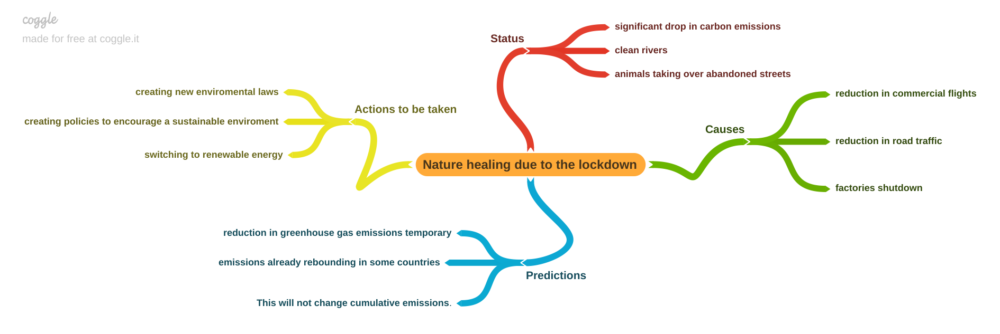 coggle
made for free at coggle.it
Status
significant drop in carbon emissions
clean rivers
animals taking over abandoned streets
Actions to be taken
creating new enviromental laws
creating policies to encourage a sustainable enviroment
switching to renewable energy
Causes
reduction in commercial flights
reduction in road traffic
factories shutdown
Nature healing due to the lockdown
Predictions
reduction in greenhouse gas emissions temporary
emissions already rebounding in some countries
This will not change cumulative emissions.